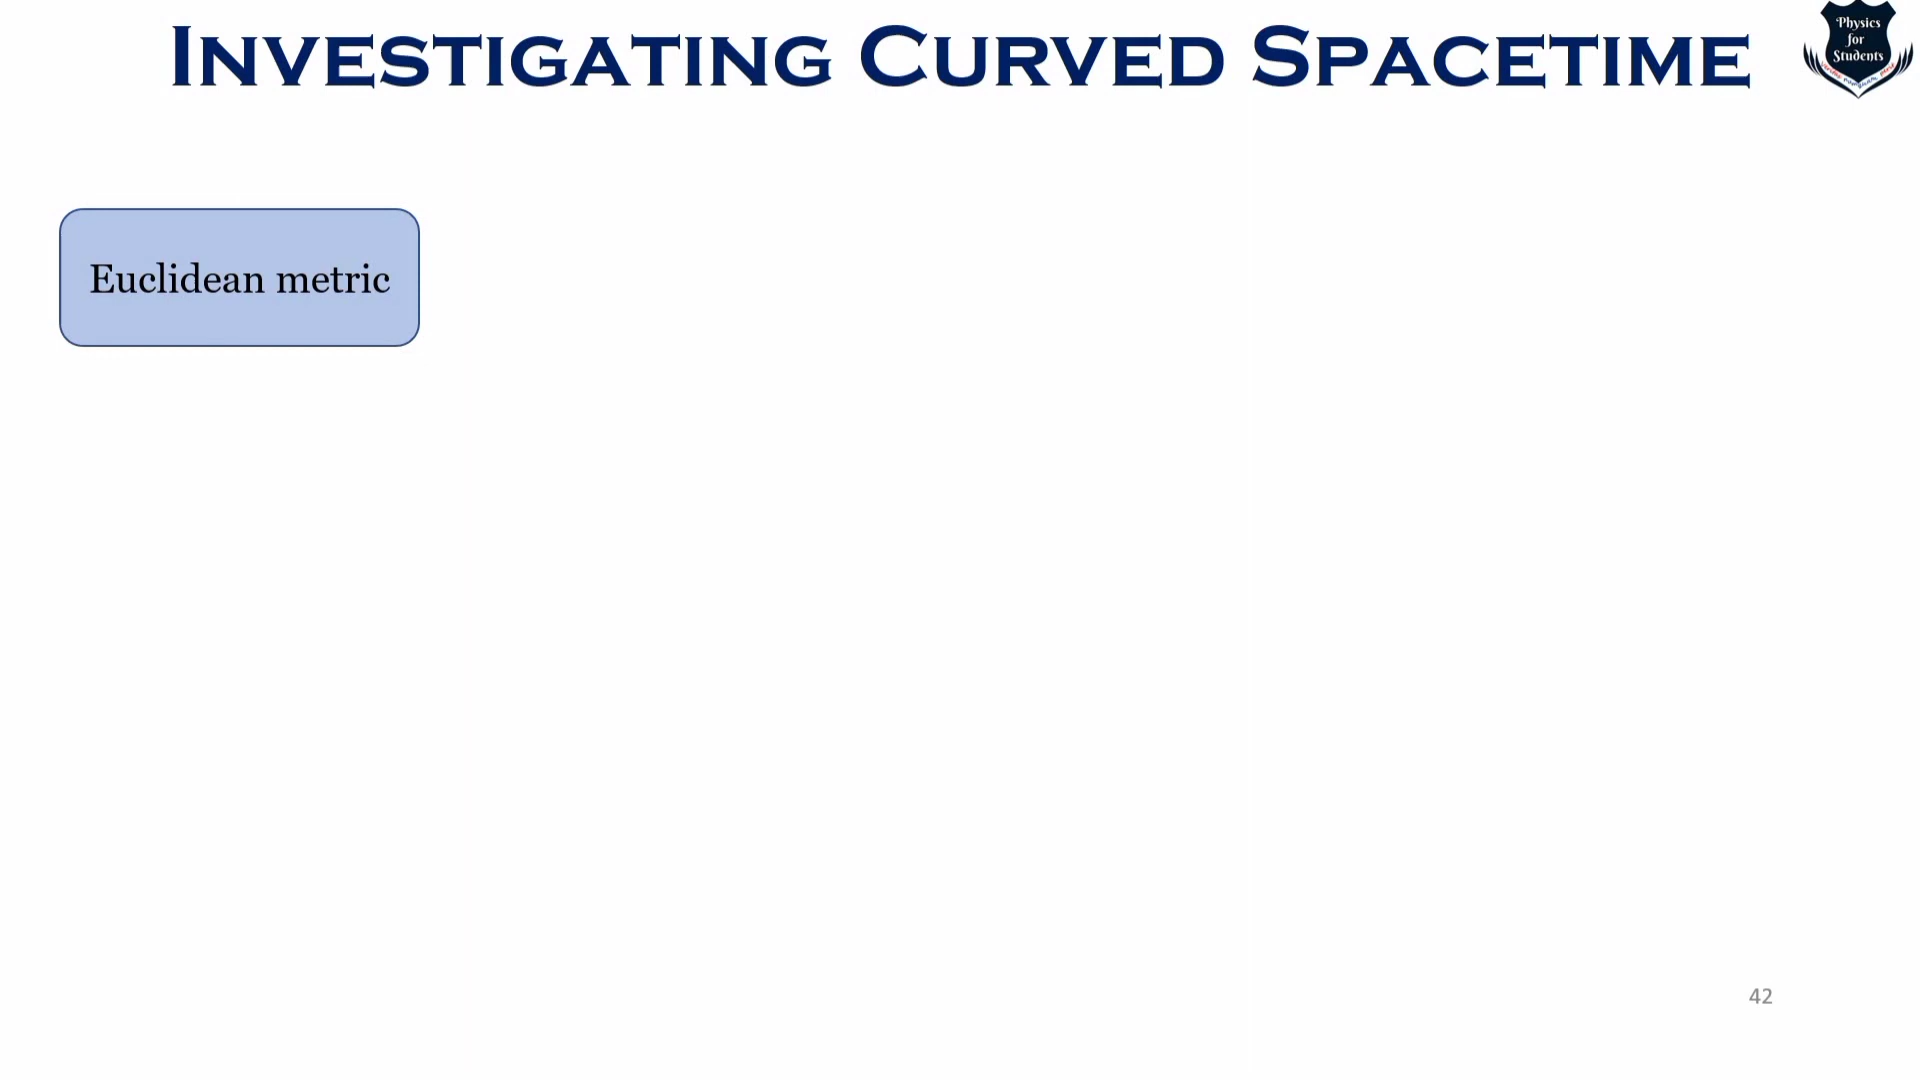 INVESTIGATING CURVED SPACETIME
Physics
for
Students
Euclidean metric
42